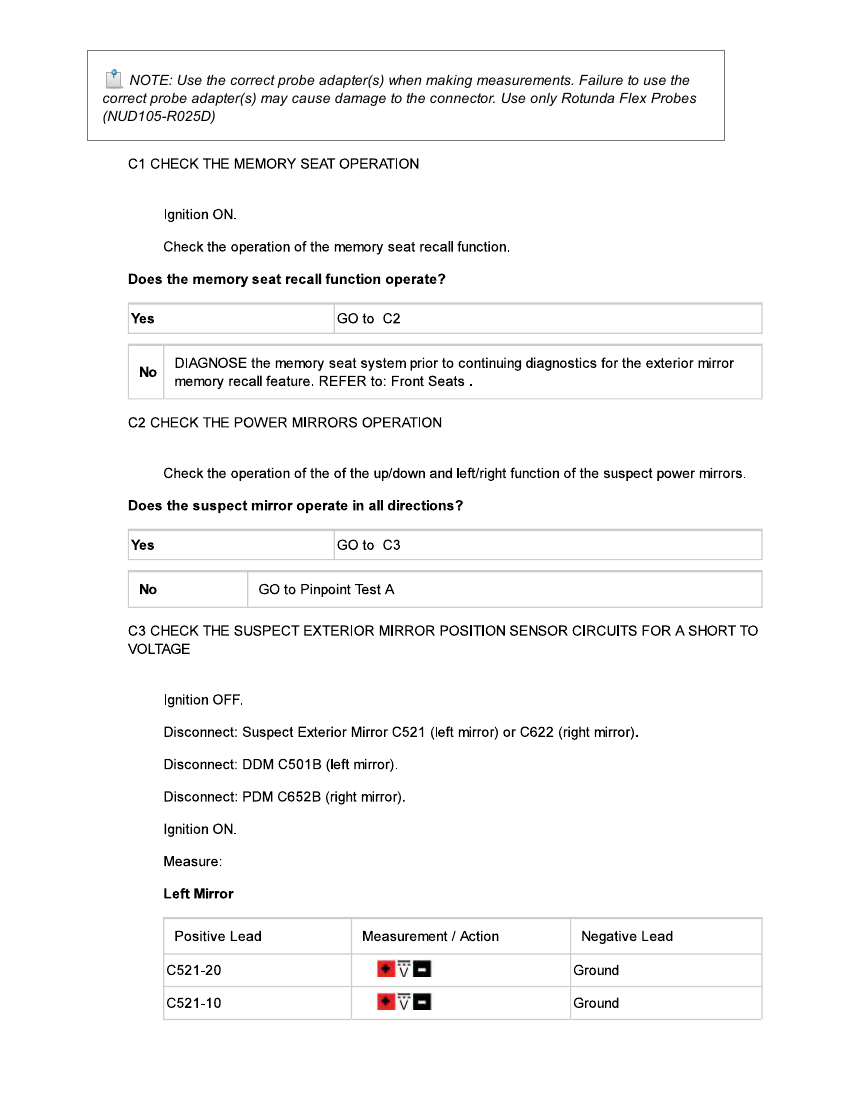 NOTE: Use the correct probe adapter(s) when making measurements. Failure to use the
correct probe adapter(s) may cause damage to the connector. Use only Rotunda Flex Probes
(NUD105-R025D)
C1 CHECK THE MEMORY SEAT OPERATION
Ignition ON.
Check the operation of the memory seat recall function.
Does the memory seat recall function operate?
Yes GO to C2
No DIAGNOSE the memory seat system prior to continuing diagnostics for the exterior mirror
memory recall feature. REFER to: Front Seats .
C2 CHECK THE POWER MIRRORS OPERATION
Check the operation of the of the up/down and left/right function of the suspect power mirrors.
Does the suspect mirror operate in all directions?
Yes GO to C3
No GO to Pinpoint Test A
C3 CHECK THE SUSPECT EXTERIOR MIRROR POSITION SENSOR CIRCUITS FOR A SHORT TO
VOLTAGE
Ignition OFF.
Disconnect: Suspect Exterior Mirror C521 (left mirror) or C622 (right mirror).
Disconnect: DDM C501B (left mirror).
Disconnect: PDM C652B (right mirror).
Ignition ON.
Measure:
Left Mirror
Positive Lead Measurement / Action Negative Lead
C521-20 + V - Ground
C521-10 + V - Ground